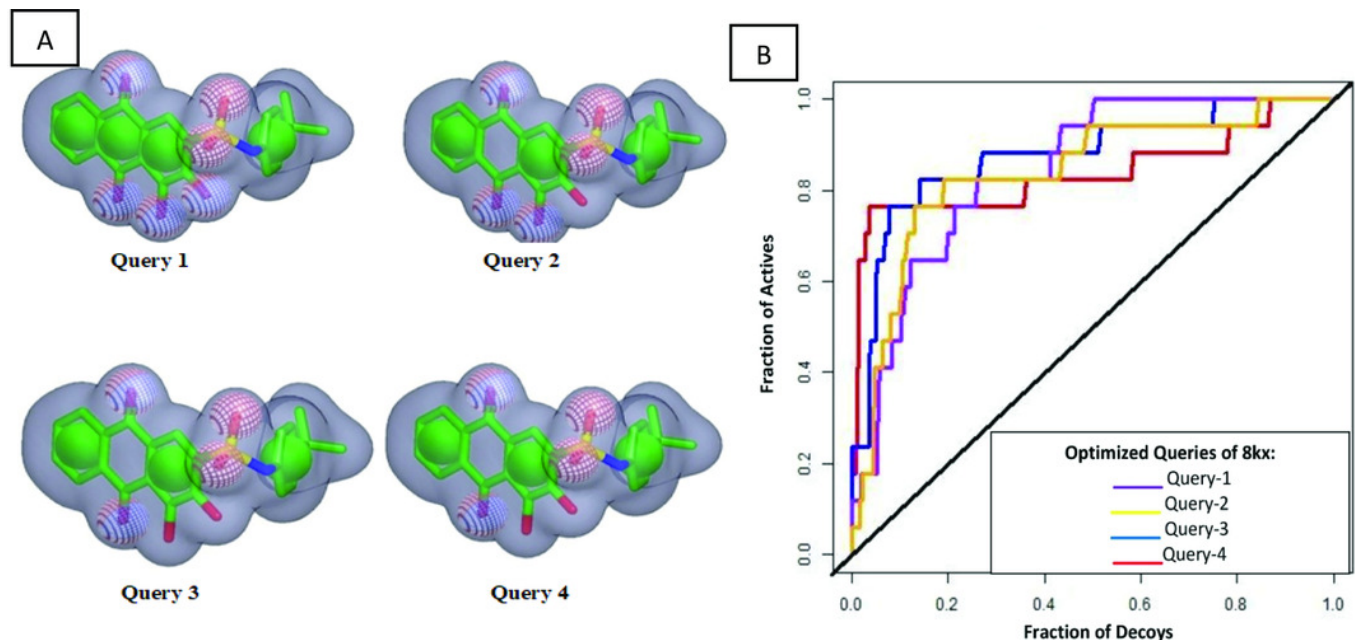 A
Query 1
Query 2
Query 3
Query 4
B
Fraction of Actives
1.0
0.8
0.6
0.4
0.2
0.0
0.0 0.2 0.4 0.6 0.8 1.0
Fraction of Decoys
Optimized Queries of 8kx:
Query-1
Query-2
Query-3
Query-4